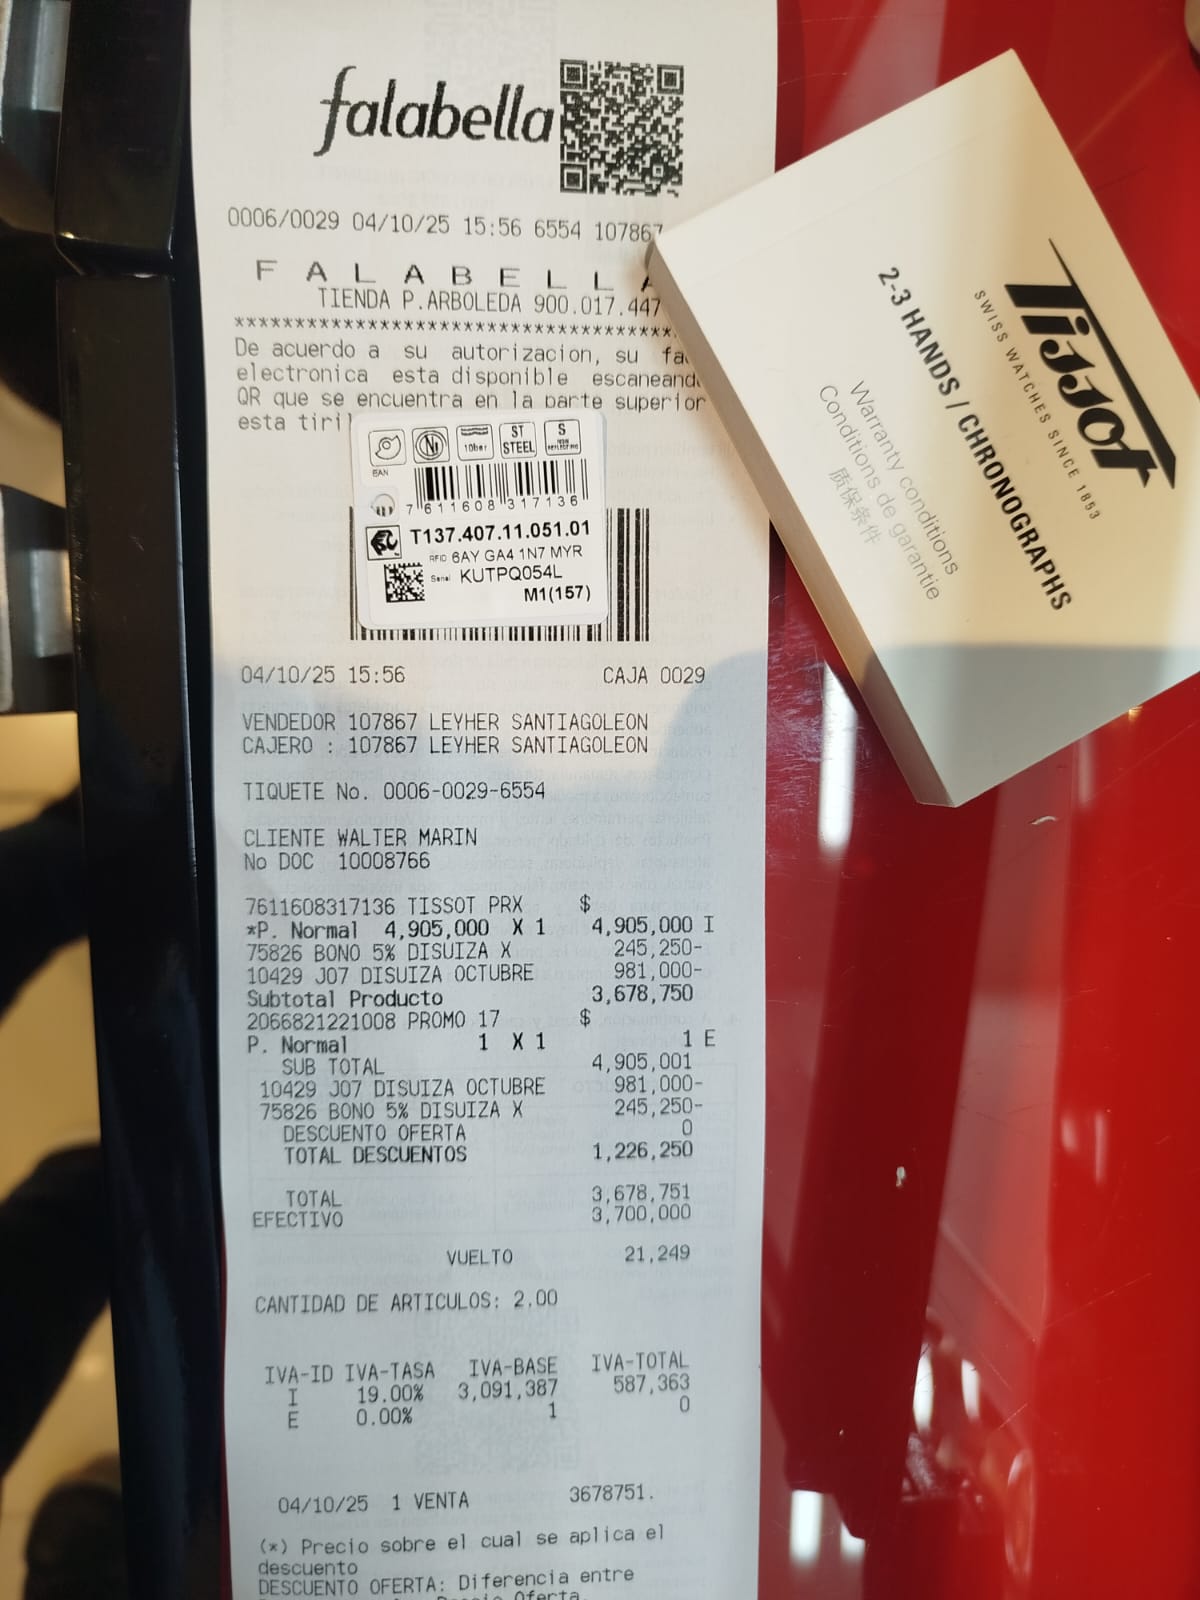 falabella
0006/0029 04/10/25 15:56 6554 107867
F A L A B E L L A
TIENDA P.ARBOLEDA 900.017.447
****************************************
De acuerdo a su autorizacion, su
electronica esta disponible escaneand
QR que se encuentra en la parte superior
esta
EAN
10bar
ST
STEEL
S
7 611608 317136
T137.407.11.051.01
RFID 6AY GA4 1N7 MYR
Serial KUTPQ054L
M1(157)
04/10/25 15:56 CAJA 0029
VENDEDOR 107867 LEYHER SANTIAGOLEON
CAJERO : 107867 LEYHER SANTIAGOLEON
TIQUETE No. 0006-0029-6554
CLIENTE WALTER MARIN
No DOC 10008766
7611608317136 TISSOT PRX $
*P. Normal 4,905,000 X 1 4,905,000 I
75826 BONO 5% DISUIZA X 245,250-
10429 J07 DISUIZA OCTUBRE 981,000-
Subtotal Producto 3,678,750
2066821221008 PROMO 17 $
P. Normal 1 X 1 1 E
SUB TOTAL 4,905,001
10429 J07 DISUIZA OCTUBRE 981,000-
75826 BONO 5% DISUIZA X 245,250-
DESCUENTO OFERTA 0
TOTAL DESCUENTOS 1,226,250
TOTAL 3,678,751
EFECTIVO 3,700,000
VUELTO 21,249
CANTIDAD DE ARTICULOS: 2.00
IVA-ID IVA-TASA IVA-BASE IVA-TOTAL
I 19.00% 3,091,387 587,363
E 0.00% 1 0
04/10/25 1 VENTA 3678751.
(*) Precio sobre el cual se aplica el
descuento
DESCUENTO OFERTA: Diferencia entre
Oferta.
Tissot
SWISS WATCHES SINCE 1853
2-3 HANDS / CHRONOGRAPHS
Warranty conditions
Conditions de garantie
质保条件